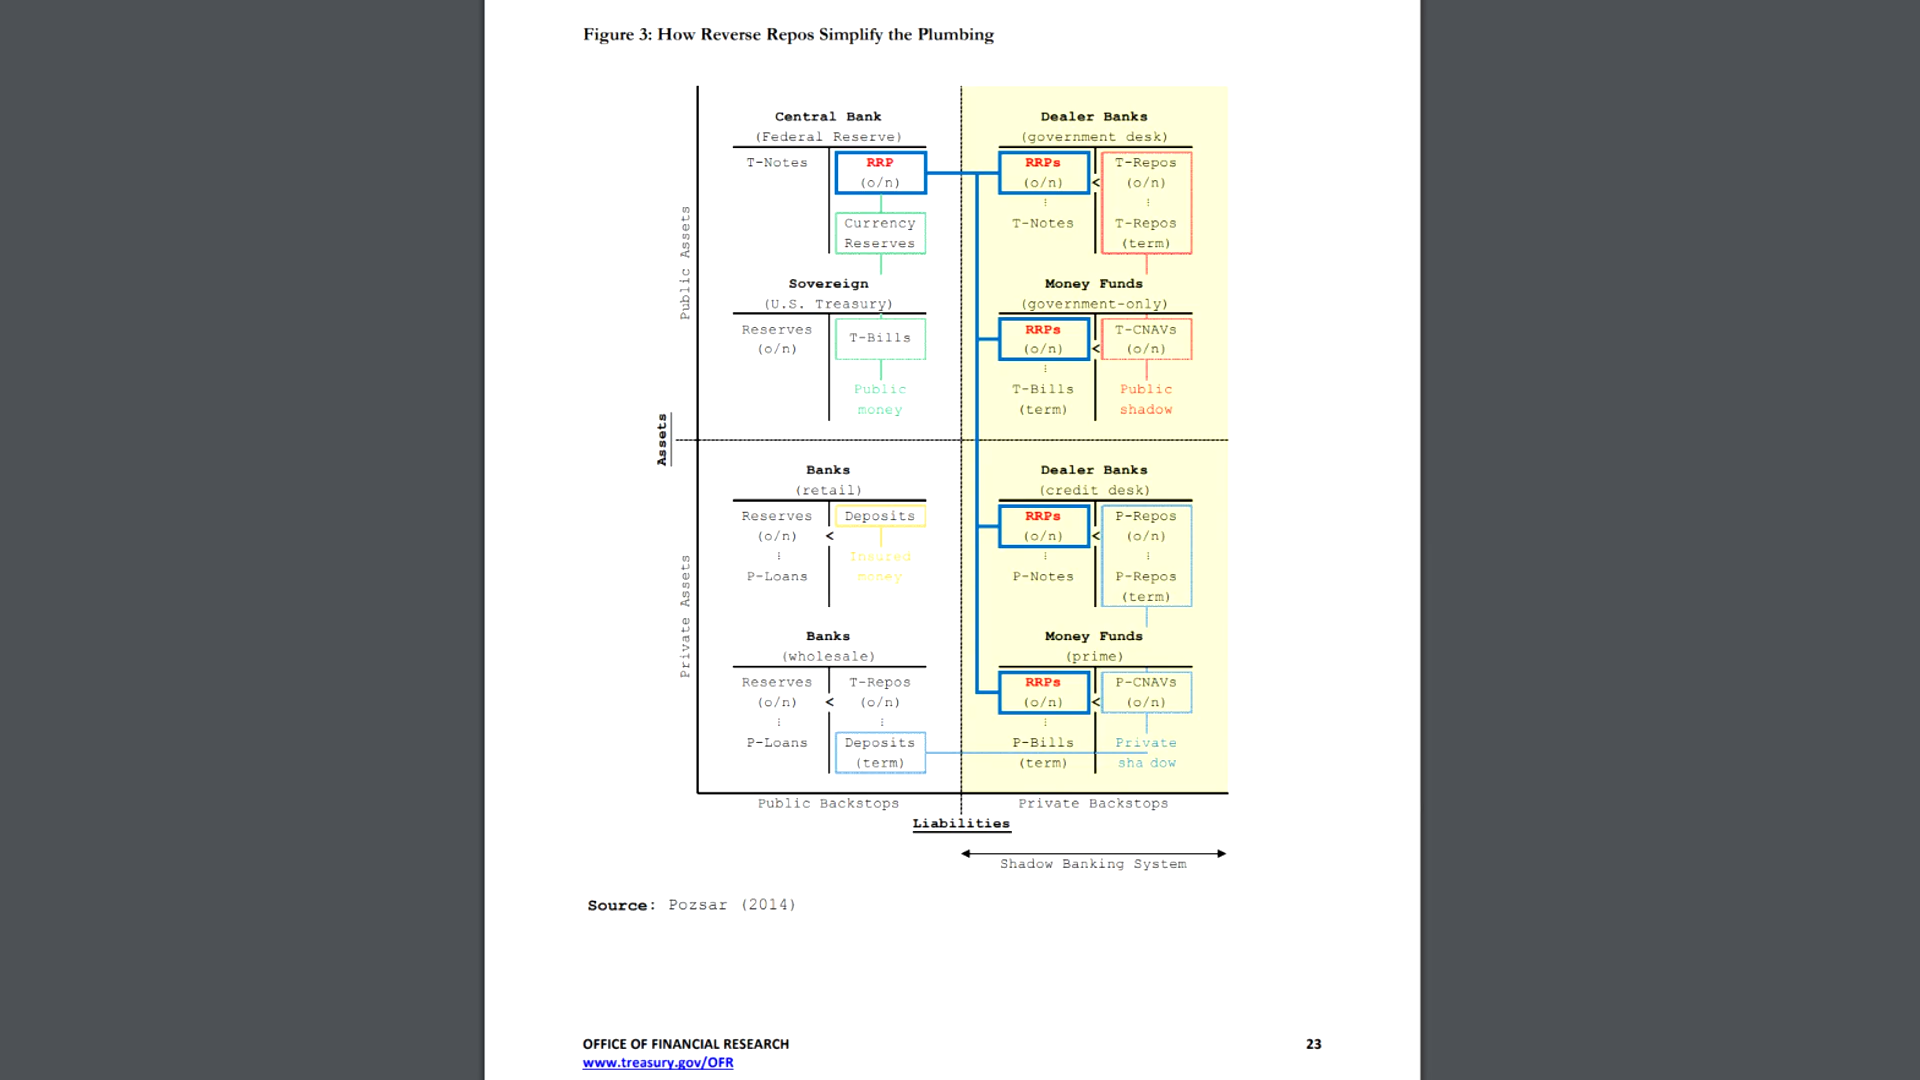 Figure 3: How Reverse Repos Simplify the Plumbing
Central Bank
(Federal Reserve)
T-Notes
RRP
(o/n)
Currency
Reserves
Sovereign
(U.S. Treasury)
Reserves
(o/n)
T-Bills
Public
money
Dealer Banks
(government desk)
RRPs
(o/n)
⋮
T-Notes
<
T-Repos
(o/n)
⋮
T-Repos
(term)
Money Funds
(government-only)
RRPs
(o/n)
⋮
T-Bills
(term)
<
T-CNAVs
(o/n)
Public
shadow
Public Assets
Assets
Private Assets
Banks
(retail)
Reserves
(o/n)
⋮
P-Loans
<
Deposits
Insured
money
Banks
(wholesale)
Reserves
(o/n)
⋮
P-Loans
<
T-Repos
(o/n)
⋮
Deposits
(term)
Dealer Banks
(credit desk)
RRPs
(o/n)
⋮
P-Notes
<
P-Repos
(o/n)
⋮
P-Repos
(term)
Money Funds
(prime)
RRPs
(o/n)
⋮
P-Bills
(term)
<
P-CNAVs
(o/n)
Private
sha dow
Public Backstops
Private Backstops
Liabilities
Shadow Banking System
Source: Pozsar (2014)
OFFICE OF FINANCIAL RESEARCH
23
www.treasury.gov/OFR